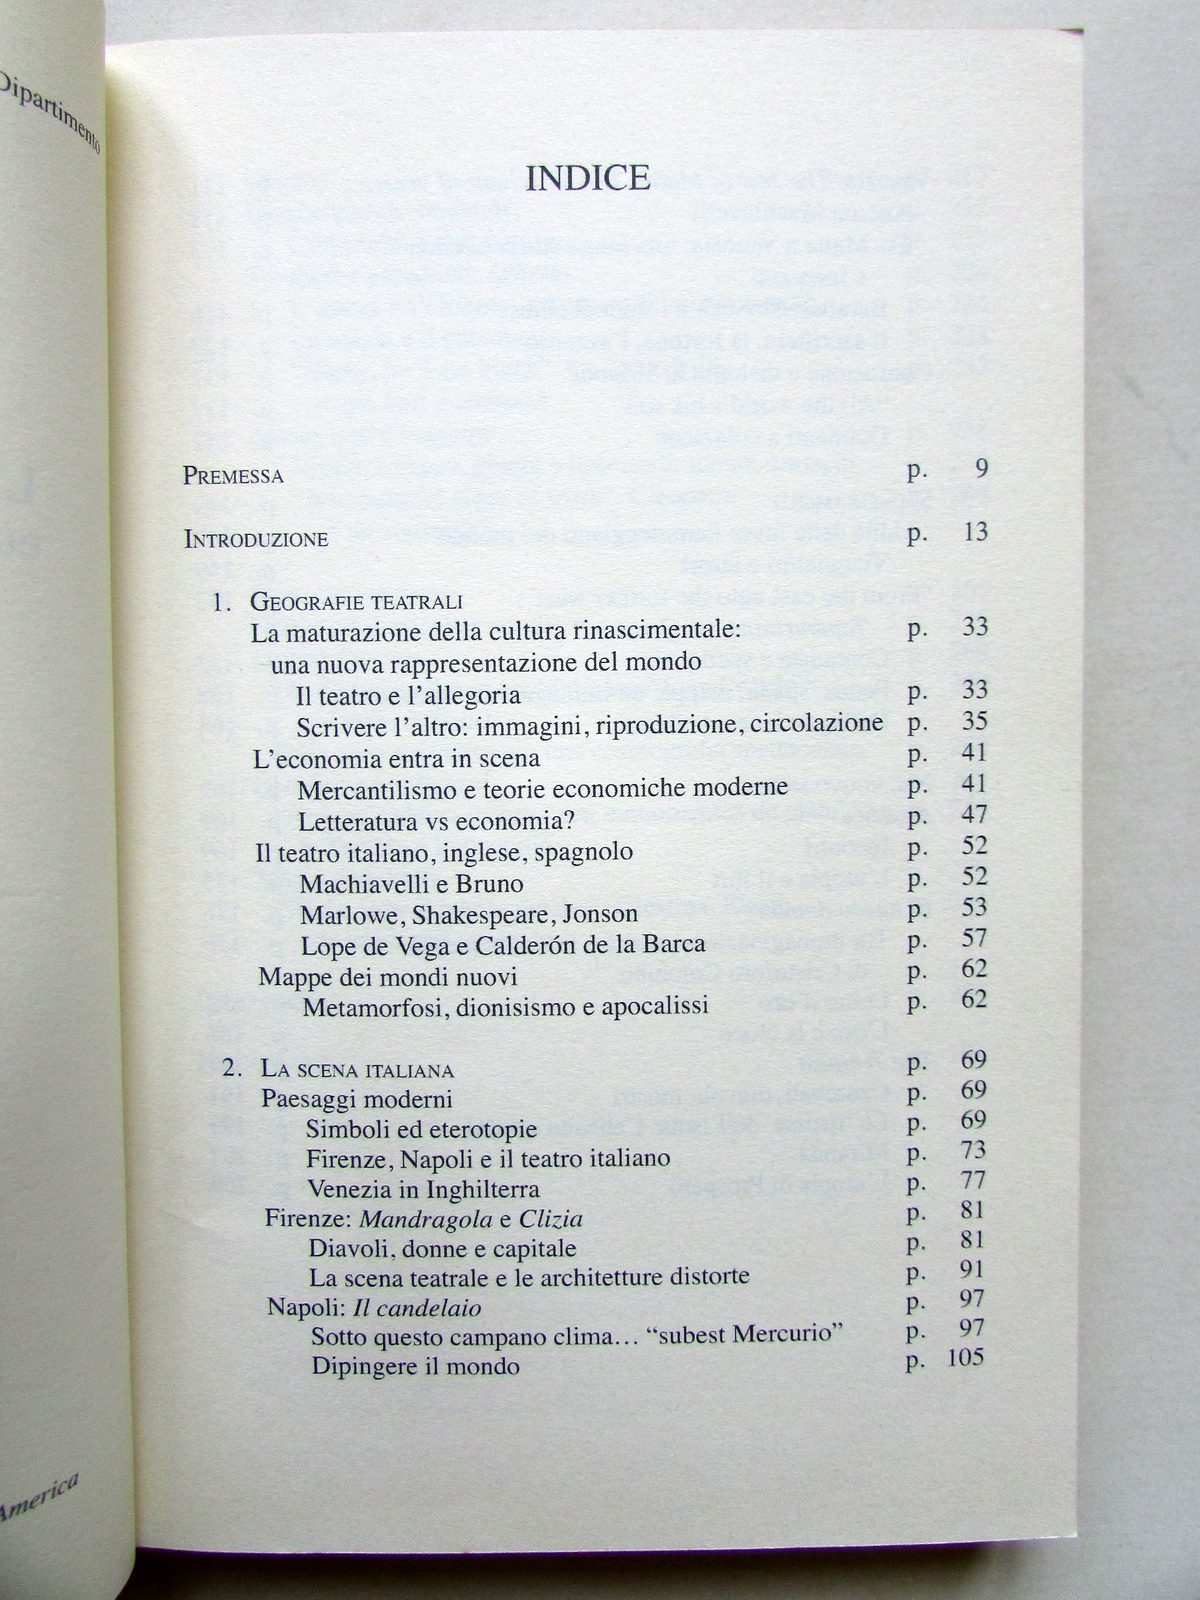 Dipartimento
America
INDICE
PREMESSA p. 9
INTRODUZIONE p. 13
1. GEOGRAFIE TEATRALI
La maturazione della cultura rinascimentale: p. 33
una nuova rappresentazione del mondo
Il teatro e l'allegoria p. 33
Scrivere l'altro: immagini, riproduzione, circolazione p. 35
L'economia entra in scena p. 41
Mercantilismo e teorie economiche moderne p. 41
Letteratura vs economia? p. 47
Il teatro italiano, inglese, spagnolo p. 52
Machiavelli e Bruno p. 52
Marlowe, Shakespeare, Jonson p. 53
Lope de Vega e Calderón de la Barca p. 57
Mappe dei mondi nuovi p. 62
Metamorfosi, dionisismo e apocalissi p. 62
2. LA SCENA ITALIANA p. 69
Paesaggi moderni p. 69
Simboli ed eterotopie p. 69
Firenze, Napoli e il teatro italiano p. 73
Venezia in Inghilterra p. 77
Firenze: Mandragola e Clizia p. 81
Diavoli, donne e capitale p. 81
La scena teatrale e le architetture distorte p. 91
Napoli: Il candelaio p. 97
Sotto questo campano clima… “subest Mercurio” p. 97
Dipingere il mondo p. 105